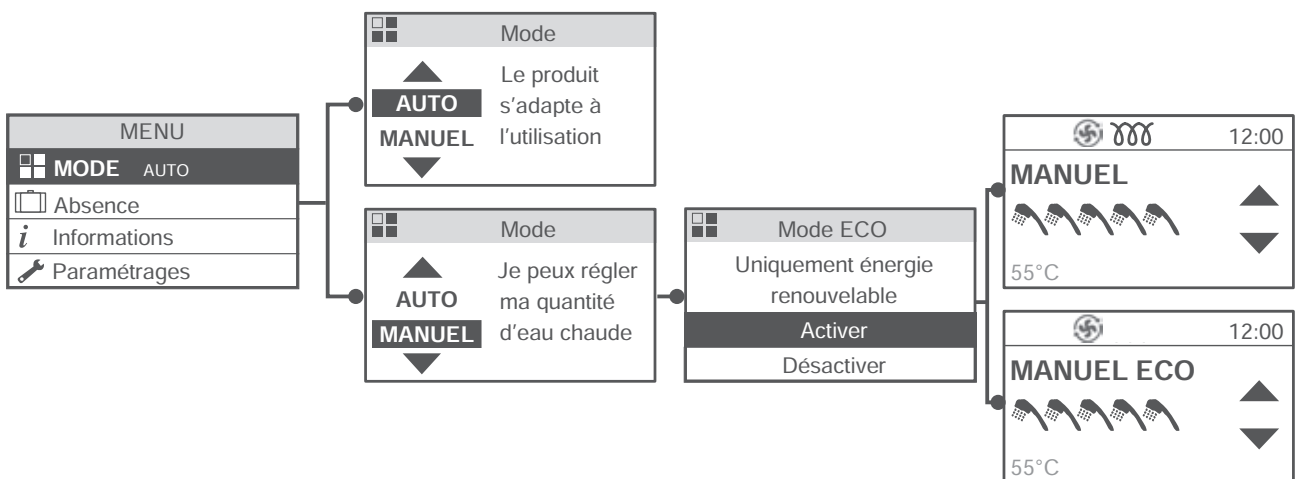 MENU
MODE AUTO
Absence
i Informations
Paramétrages
Mode
AUTO
MANUEL
Le produit
s’adapte à
l’utilisation
Mode
AUTO
MANUEL
Je peux régler
ma quantité
d’eau chaude
Mode ECO
Uniquement énergie
renouvelable
Activer
Désactiver
12:00
MANUEL
55°C
12:00
MANUEL ECO
55°C